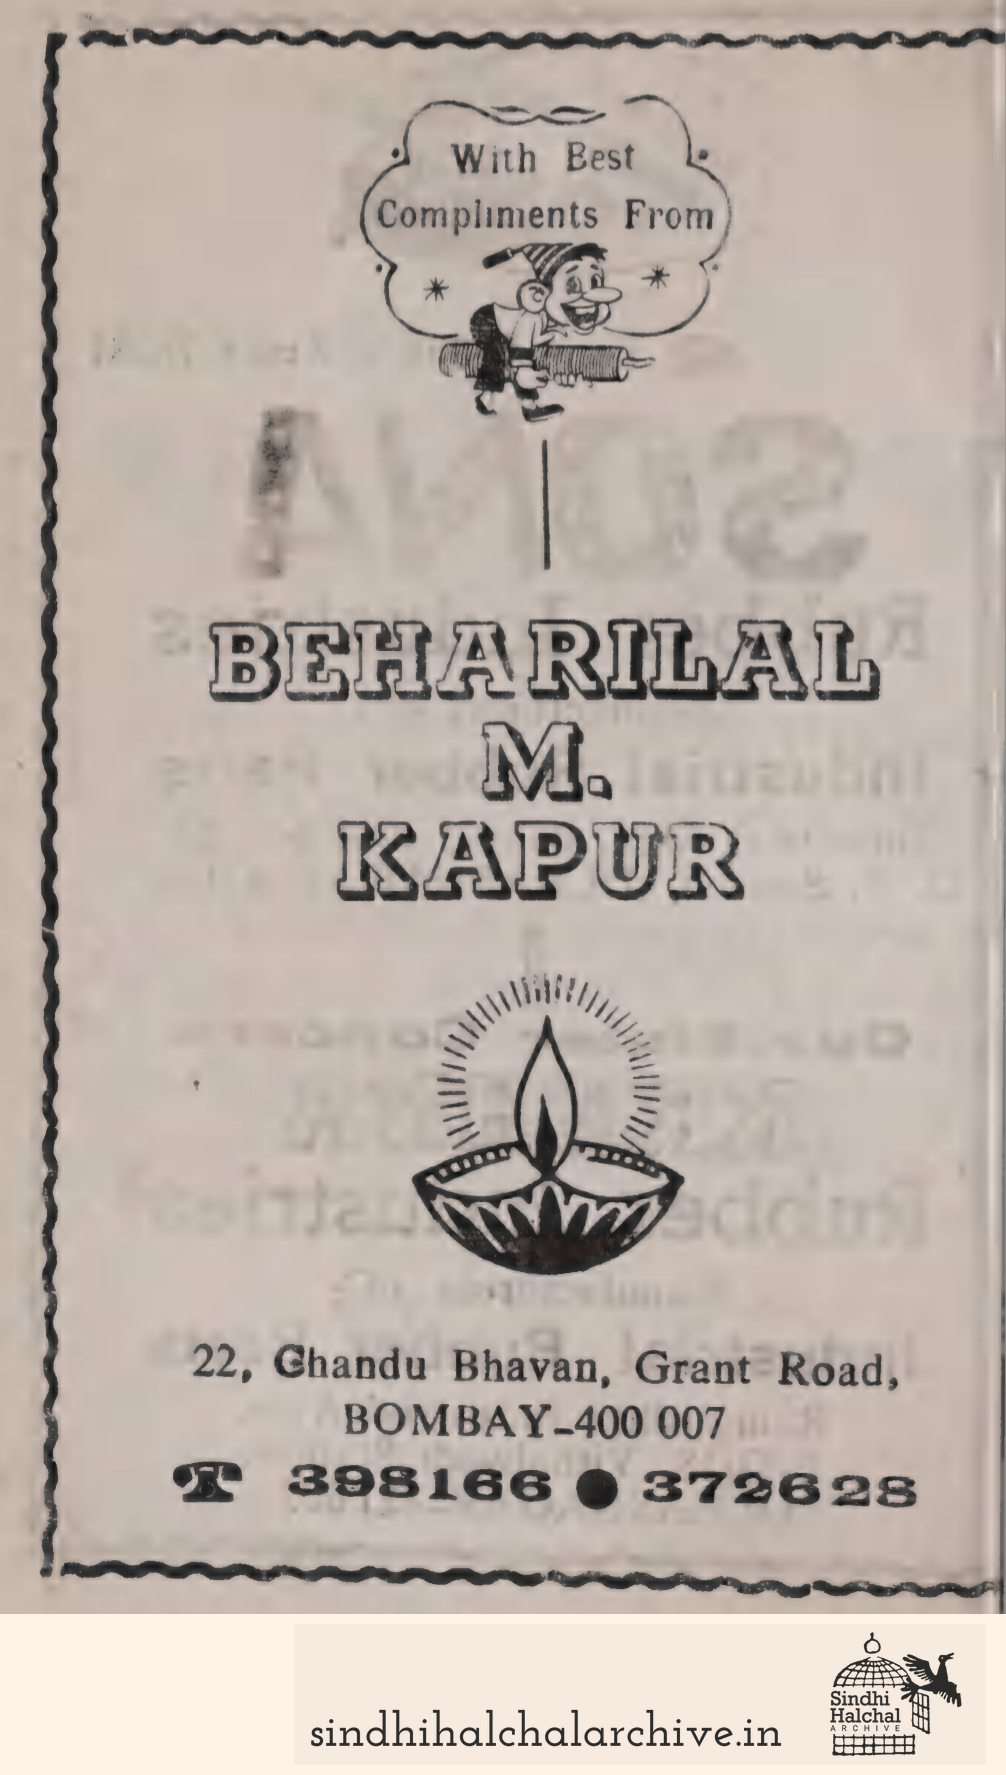 With Best
Compliments From
BEHARILAL
M.
KAPUR
22, Chandu Bhavan, Grant Road,
BOMBAY-400 007
☎ 398166 ● 372628
sindhihalchalarchive.in
Sindhi
Halchal
ARCHIVE